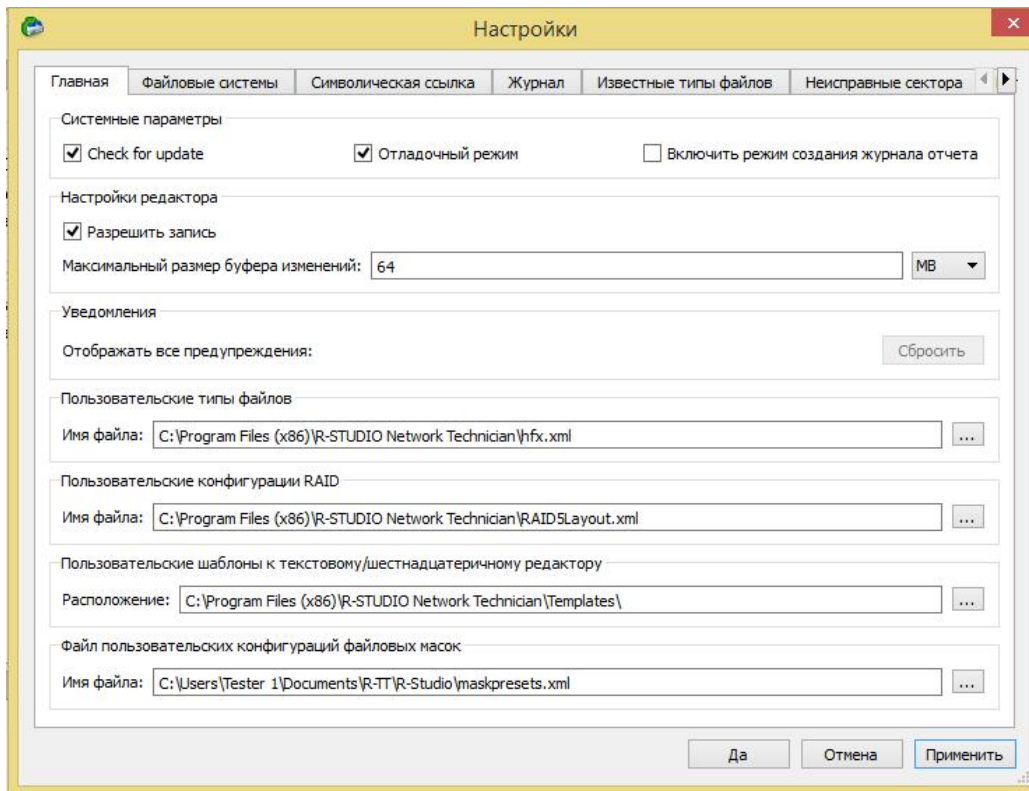 Настройки
Главная Файловые системы Символическая ссылка Журнал Известные типы файлов Неисправные сектора
Системные параметры
Check for update Отладочный режим Включить режим создания журнала отчета
Настройки редактора
Разрешить запись
Максимальный размер буфера изменений: 64 MB
Уведомления
Отображать все предупреждения: Сбросить
Пользовательские типы файлов
Имя файла: C:\Program Files (x86)\R-STUDIO Network Technician\hfx.xml ...
Пользовательские конфигурации RAID
Имя файла: C:\Program Files (x86)\R-STUDIO Network Technician\RAID5Layout.xml ...
Пользовательские шаблоны к текстовому/шестнадцатеричному редактору
Расположение: C:\Program Files (x86)\R-STUDIO Network Technician\Templates\ ...
Файл пользовательских конфигураций файловых масок
Имя файла: C:\Users\Tester 1\Documents\R-TT\R-Studio\maskpresets.xml ...
Да Отмена Применить